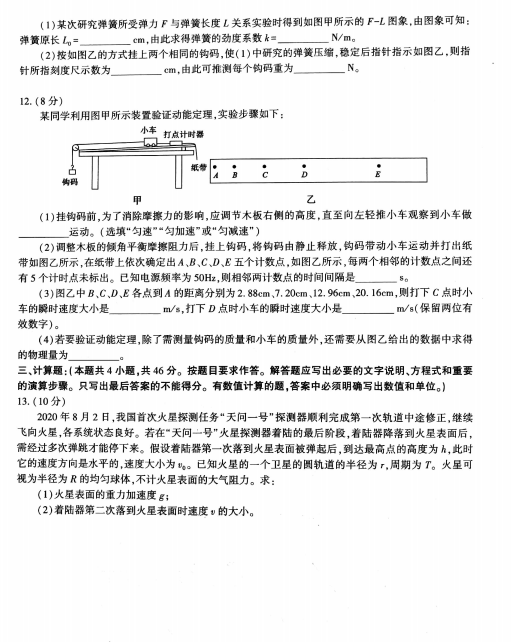 (1)某次研究弹簧所受弹力 F 与弹簧长度 L 关系实验时得到如图甲所示的 F-L 图象,由图象可知:
弹簧原长 L₀=________cm,由此求得弹簧的劲度系数 k=________N/m。
(2)按如图乙的方式挂上两个相同的钩码,使(1)中研究的弹簧压缩,稳定后指针指示如图乙,则指
针所指刻度尺示数为________cm,由此可推测每个钩码重为________N。
12.(8 分)
某同学利用图甲所示装置验证动能定理,实验步骤如下:
小车
打点计时器
纸带
钩码
A B C D E
甲
乙
(1)挂钩码前,为了消除摩擦力的影响,应调节木板右侧的高度,直至向左轻推小车观察到小车做
________运动。(选填“匀速”“匀加速”或“匀减速”)
(2)调整木板的倾角平衡摩擦阻力后,挂上钩码,将钩码由静止释放,钩码带动小车运动并打出纸
带如图乙所示,在纸带上依次确定出 A、B、C、D、E 五个计数点,如图乙所示,每两个相邻的计数点之间还
有 5 个计时点未标出。已知电源频率为 50Hz,则相邻两计数点的时间间隔是________s。
(3)图乙中 B、C、D、E 各点到 A 的距离分别为 2.88cm、7.20cm、12.96cm、20.16cm,则打下 C 点时小
车的瞬时速度大小是________m/s,打下 D 点时小车的瞬时速度大小是________m/s(保留两位有
效数字)。
(4)若要验证动能定理,除了需测量钩码的质量和小车的质量外,还需要从图乙给出的数据中求得
的物理量为________。
三、计算题:(本题共 4 小题,共 46 分。按题目要求作答。解答题应写出必要的文字说明、方程式和重要
的演算步骤。只写出最后答案的不能得分。有数值计算的题,答案中必须明确写出数值和单位。)
13.(10 分)
2020 年 8 月 2 日,我国首次火星探测任务“天问一号”探测器顺利完成第一次轨道中途修正,继续
飞向火星,各系统状态良好。若在“天问一号”火星探测器着陆的最后阶段,着陆器降落到火星表面后,
需经过多次弹跳才能停下来。假设着陆器第一次落到火星表面被弹起后,到达最高点的高度为 h,此时
它的速度方向是水平的,速度大小为 v₀。已知火星的一个卫星的圆轨道的半径为 r,周期为 T。火星可
视为半径为 R 的均匀球体,不计火星表面的大气阻力。求:
(1)火星表面的重力加速度 g;
(2)着陆器第二次落到火星表面时速度 v 的大小。